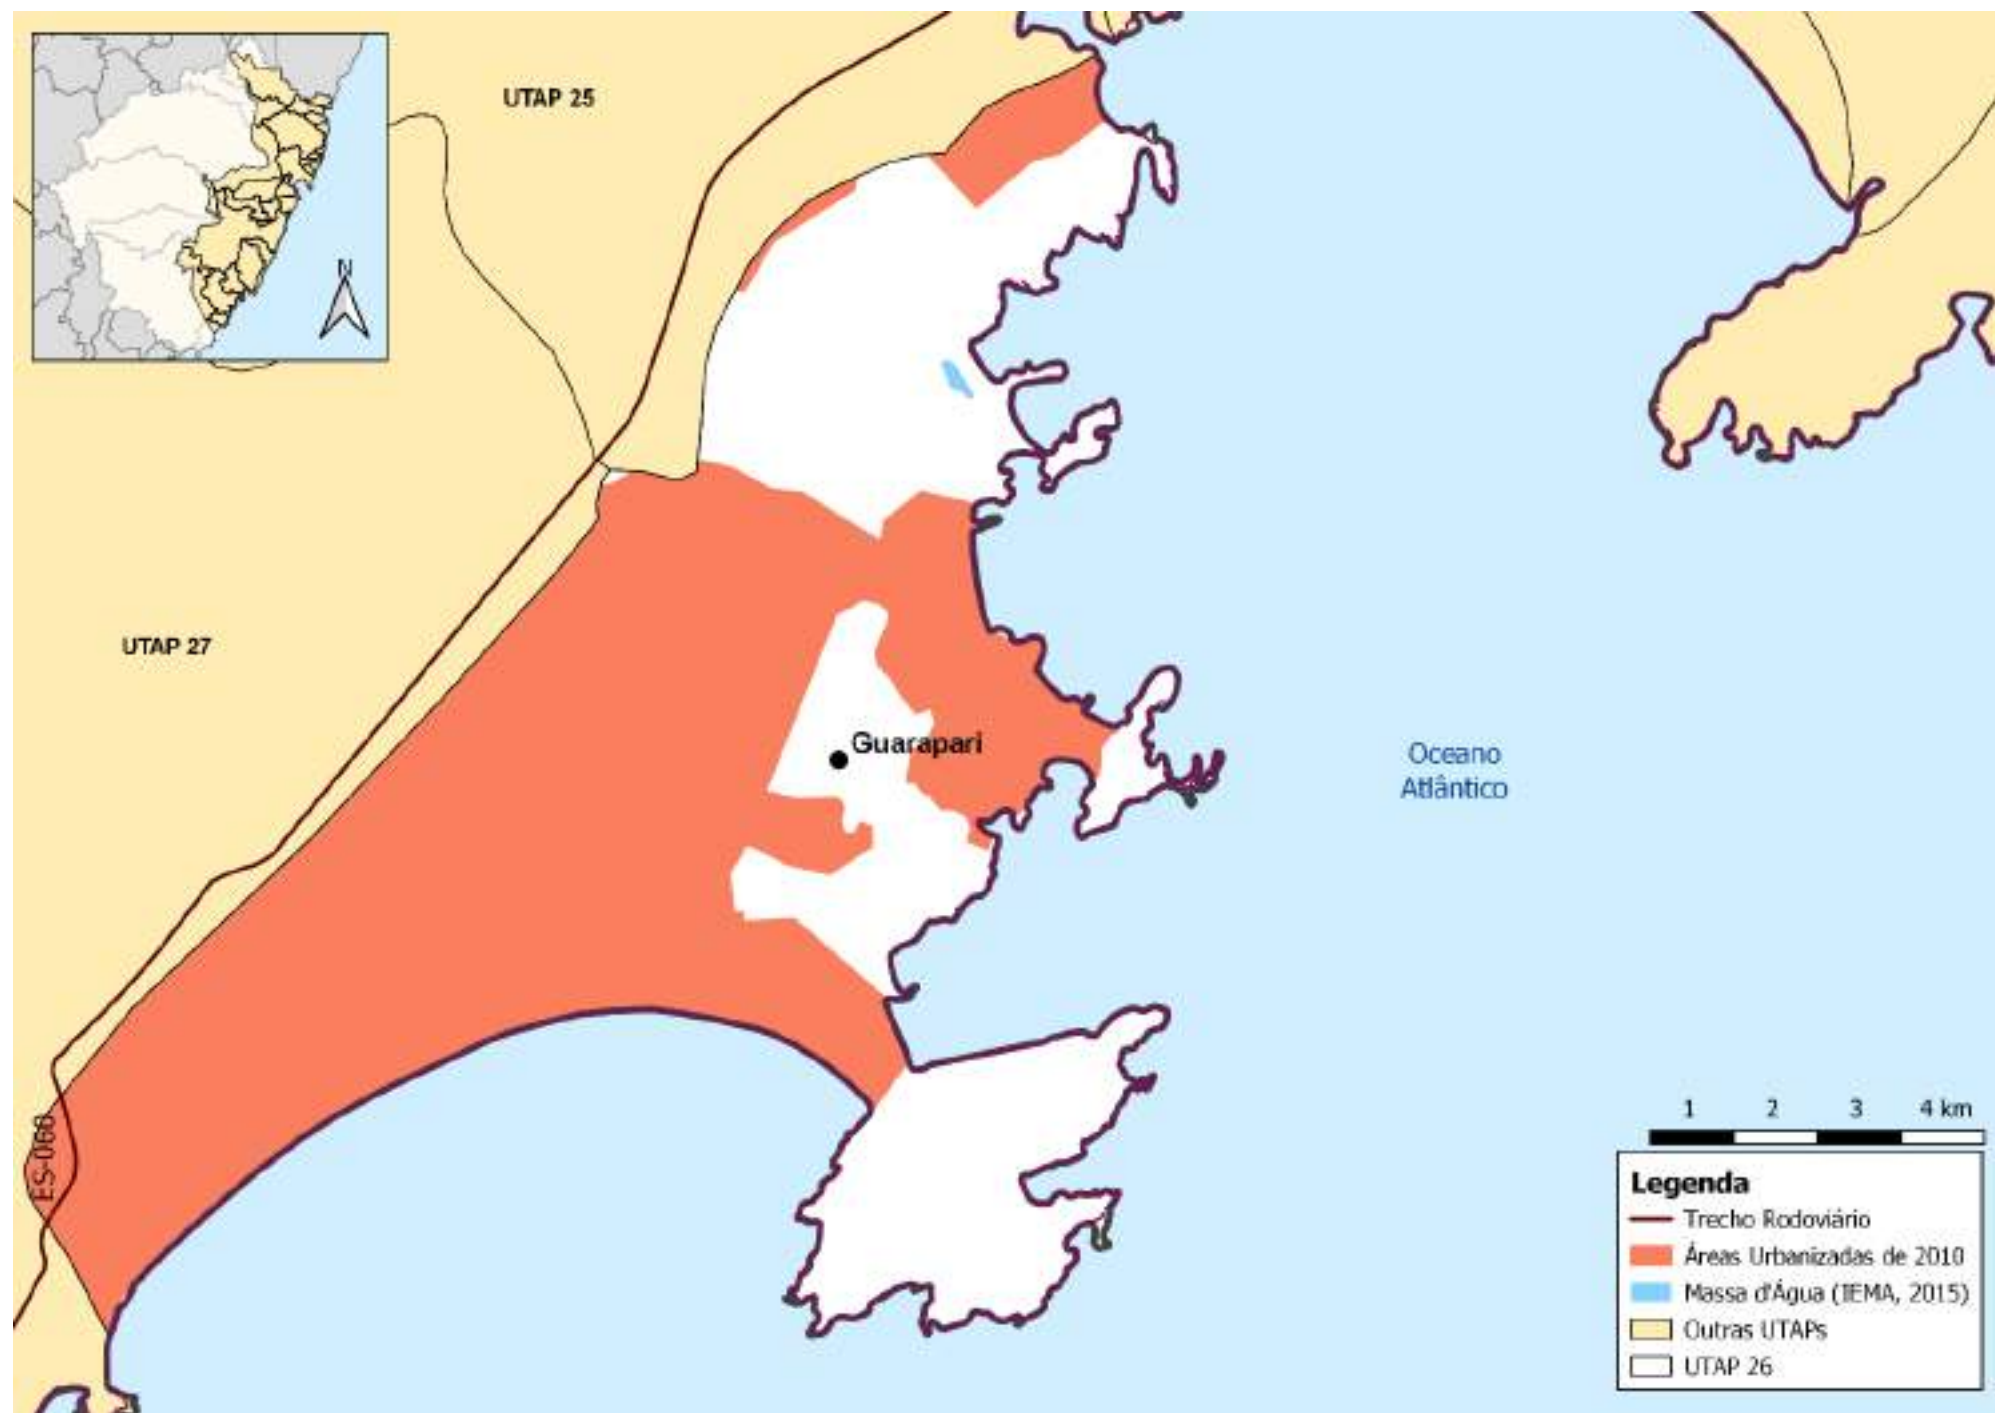 N
UTAP 25
UTAP 27
Guarapari
Oceano
Atlântico
ES-060
1 2 3 4 km
Legenda
Trecho Rodoviário
Áreas Urbanizadas de 2010
Massa d'Água (IEMA, 2015)
Outras UTAPs
UTAP 26